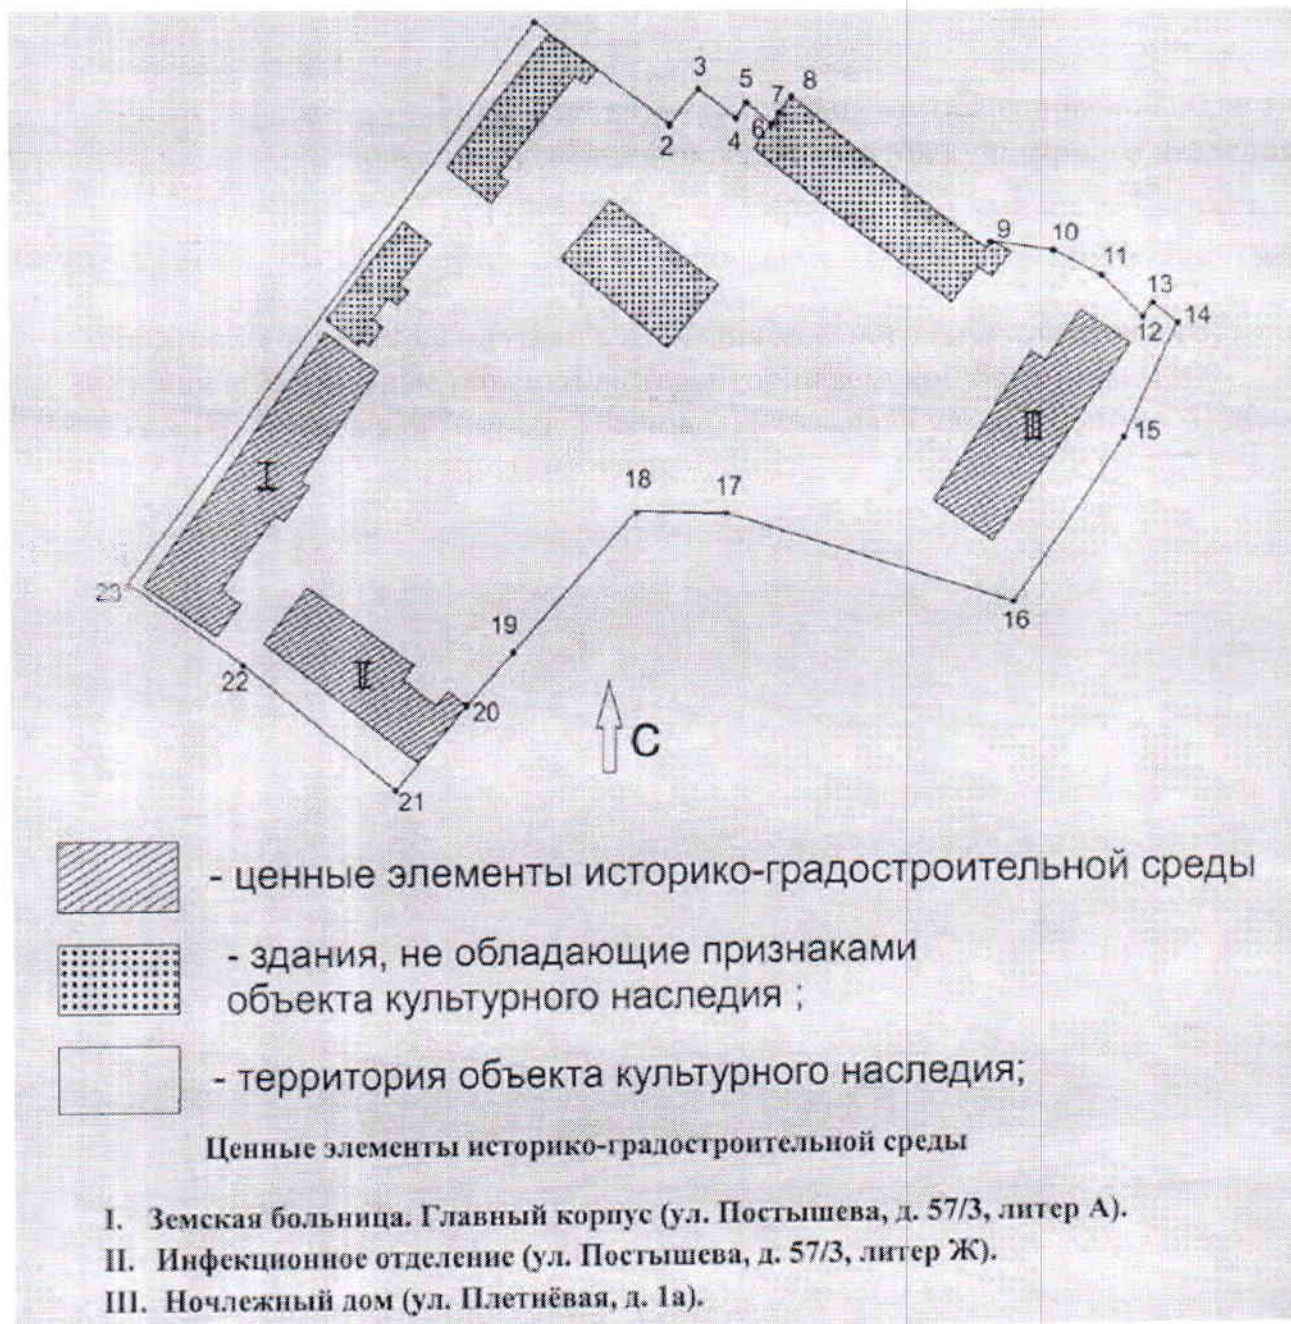 3
5
7
8
2
4
6
9
10
11
13
12
14
III
15
I
18
17
23
16
19
22
II
20
С
21
- ценные элементы историко-градостроительной среды
- здания, не обладающие признаками
объекта культурного наследия ;
- территория объекта культурного наследия;
Ценные элементы историко-градостроительной среды
I. Земская больница. Главный корпус (ул. Постышева, д. 57/3, литер А).
II. Инфекционное отделение (ул. Постышева, д. 57/3, литер Ж).
III. Ночлежный дом (ул. Плетнёвая, д. 1а).